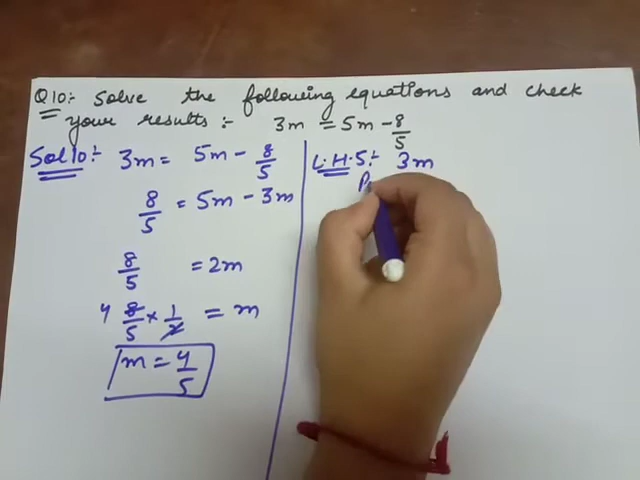 Q10:- Solve the following equations and check
your results:- 3m = 5m - 8/5
Sol10:- 3m = 5m - 8/5
8/5 = 5m - 3m
8/5 = 2m
4 8/5 × 1/2 = m
m = 4/5
L.H.S:- 3m
P